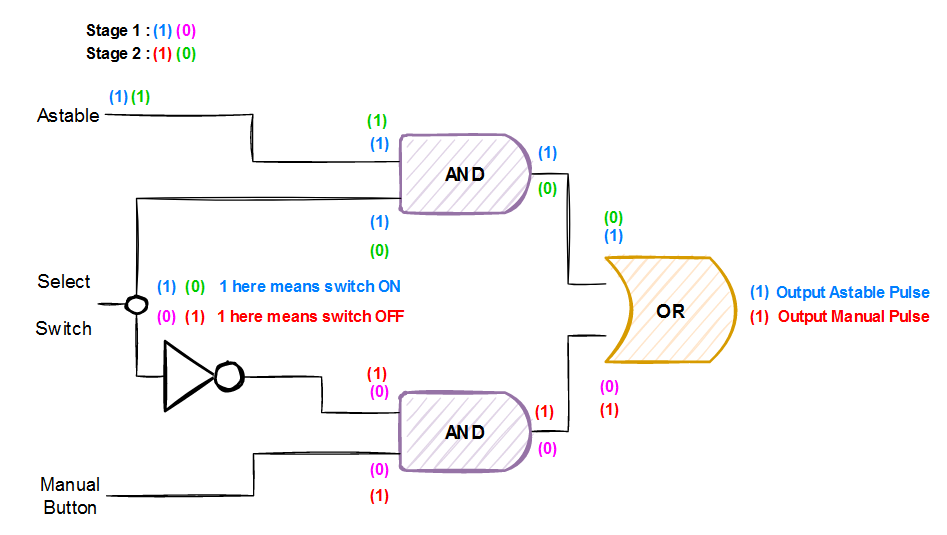 Stage 1 : (1) (0)
Stage 2 : (1) (0)
(1) (1)
Astable
(1)
(1)
AND
(1)
(0)
(1)
(0)
(0)
(1)
Select
Switch
(1) (0) 1 here means switch ON
(0) (1) 1 here means switch OFF
OR
(1) Output Astable Pulse
(1) Output Manual Pulse
(1)
(0)
AND
(1)
(0)
(0)
(1)
(0)
(1)
Manual
Button